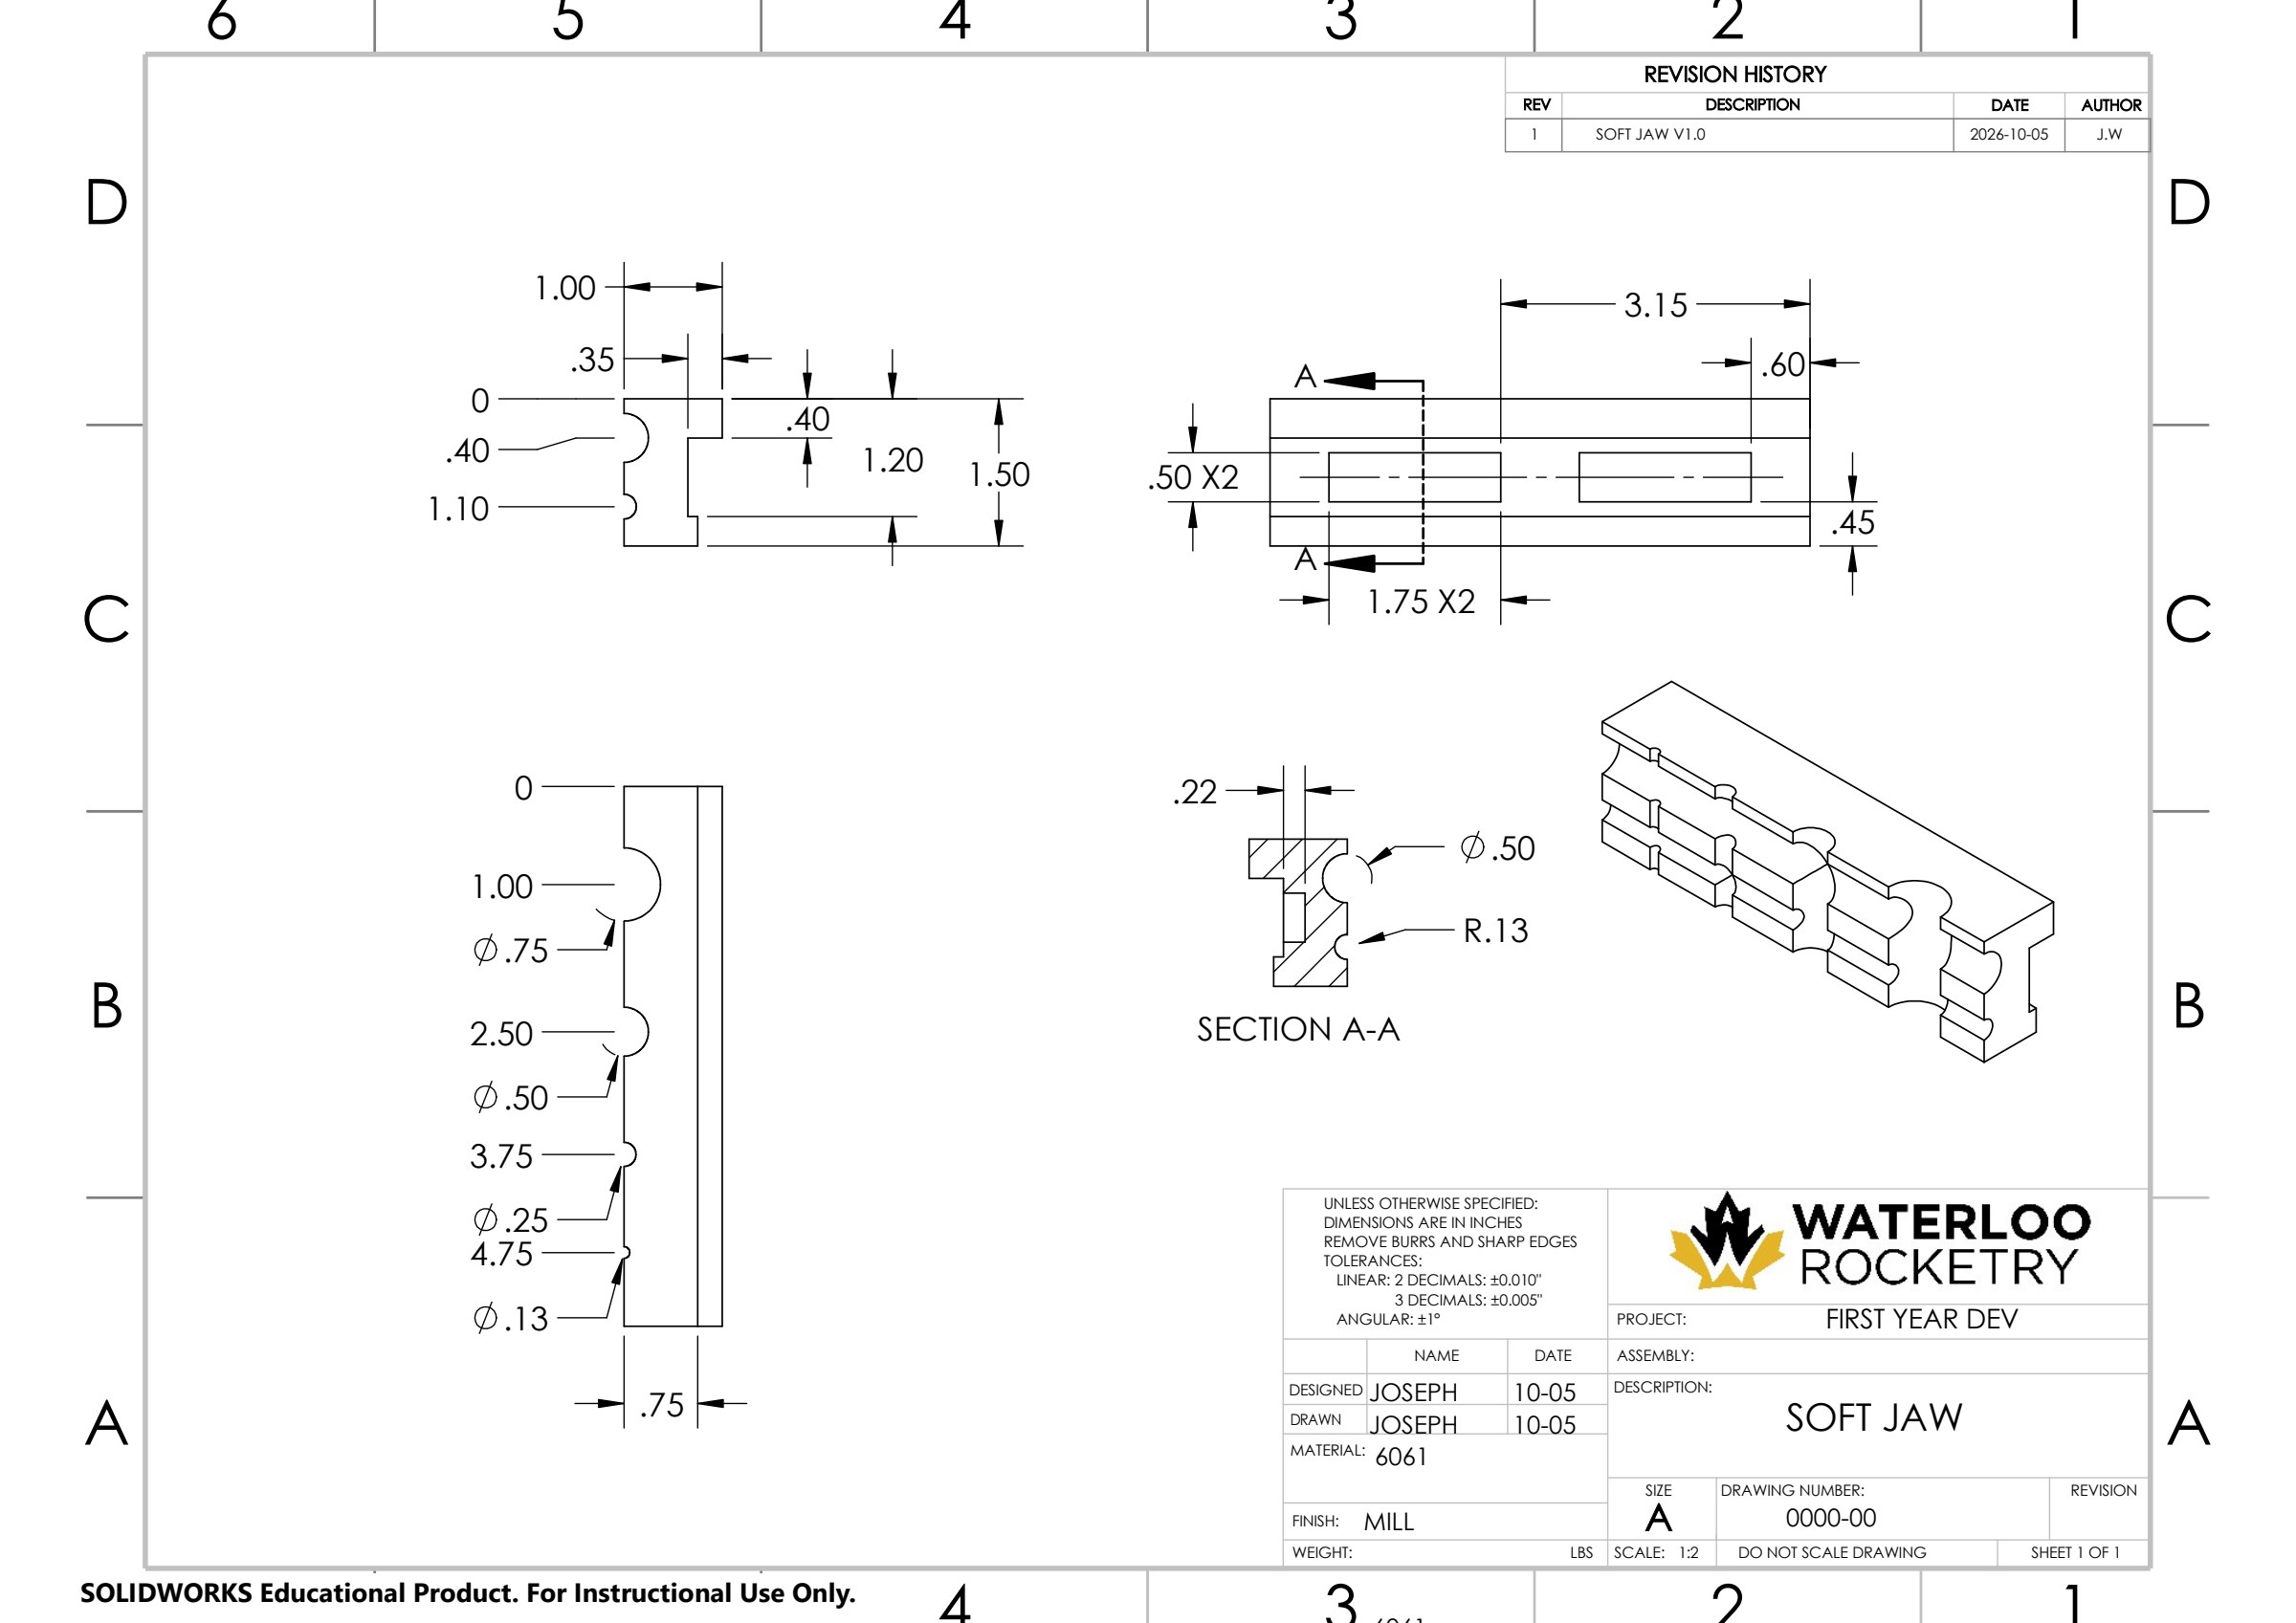 6 5 4 3 2 1
REVISION HISTORY
REV DESCRIPTION DATE AUTHOR
1 SOFT JAW V1.0 2026-10-05 J.W
D D
1.00
.35
0
.40
1.10
.40
1.20
1.50
3.15
.60
A
.50 X2
.45
A
1.75 X2
C C
0
1.00
∅.75
2.50
∅.50
3.75
∅.25
4.75
∅.13
.75
.22
∅.50
R.13
SECTION A-A
B B
UNLESS OTHERWISE SPECIFIED:
DIMENSIONS ARE IN INCHES
REMOVE BURRS AND SHARP EDGES
TOLERANCES:
LINEAR: 2 DECIMALS: ±0.010"
3 DECIMALS: ±0.005"
ANGULAR: ±1°
WATERLOO
ROCKETRY
PROJECT: FIRST YEAR DEV
NAME DATE
ASSEMBLY:
DESIGNED JOSEPH 10-05
DRAWN JOSEPH 10-05
DESCRIPTION:
SOFT JAW
MATERIAL: 6061
A A
SIZE
A
DRAWING NUMBER:
0000-00
REVISION
FINISH: MILL
WEIGHT: LBS
SCALE: 1:2
DO NOT SCALE DRAWING
SHEET 1 OF 1
SOLIDWORKS Educational Product. For Instructional Use Only.
4 3 2 1